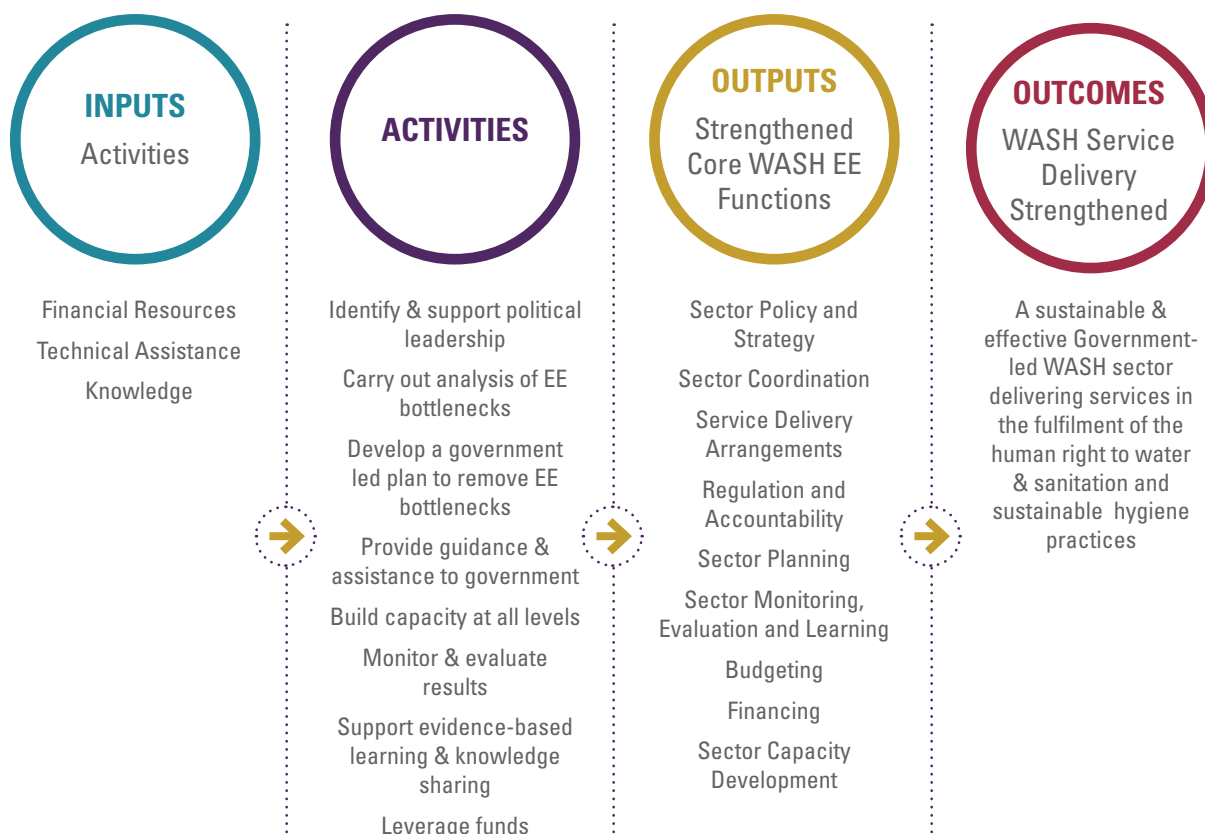 INPUTS
Activities
Financial Resources
Technical Assistance
Knowledge
ACTIVITIES
Identify & support political
leadership
Carry out analysis of EE
bottlenecks
Develop a government
led plan to remove EE
bottlenecks
Provide guidance &
assistance to government
Build capacity at all levels
Monitor & evaluate
results
Support evidence-based
learning & knowledge
sharing
Leverage funds
OUTPUTS
Strengthened
Core WASH EE
Functions
Sector Policy and
Strategy
Sector Coordination
Service Delivery
Arrangements
Regulation and
Accountability
Sector Planning
Sector Monitoring,
Evaluation and Learning
Budgeting
Financing
Sector Capacity
Development
OUTCOMES
WASH Service
Delivery
Strengthened
A sustainable &
effective Government-
led WASH sector
delivering services in
the fulfilment of the
human right to water
& sanitation and
sustainable hygiene
practices